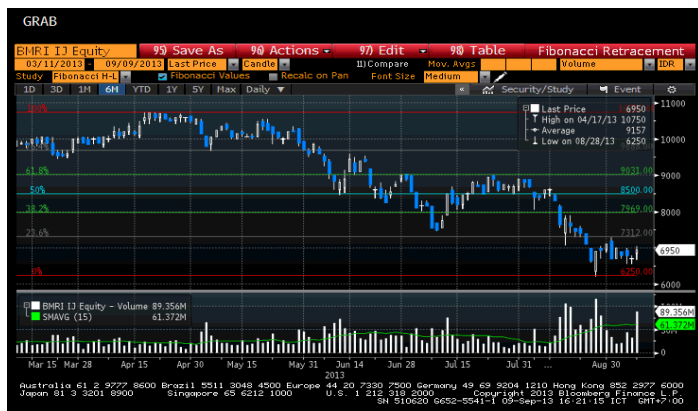 GRAB
BMRI IJ Equity 95) Save As 96) Actions 97) Edit 98) Table Fibonacci Retracement
03/11/2013 - 09/09/2013 Last Price Candle 11) Compare Mov. Avgs Volume IDR
Study Fibonacci H-L Fibonacci Values Recalc on Pan Font Size Medium
1D 3D 1M 6M YTD 1Y 5Y Max Daily ▼ « Security/Study Event
Last Price 6950
High on 04/17/13 10750
Average 9157
Low on 08/28/13 6250
11000
10000
61.8% 9033.00
9000
50% 8500.00
38.2% 7969.00
8000
23.6% 7312.00
6950
0% 6250.00
6000
BMRI IJ Equity - Volume 89.356M
SMAVG (15) 61.372M
89.356M
61.372M
0
Mar 15 Mar 28 Apr 15 Apr 30 May 15 May 31 Jun 14 Jun 28 Jul 15 Jul 31 ... Aug 30
2013
Australia 61 2 9777 8600 Brazil 5511 3048 4500 Europe 44 20 7330 7500 Germany 49 69 9204 1210 Hong Kong 852 2977 6000
Japan 81 3 3201 8900 Singapore 65 6212 1000 U.S. 1 212 318 2000 Copyright 2013 Bloomberg Finance L.P.
SN 510620 G652-5541-1 09-Sep-13 16:21:15 ICT GMT+7:00